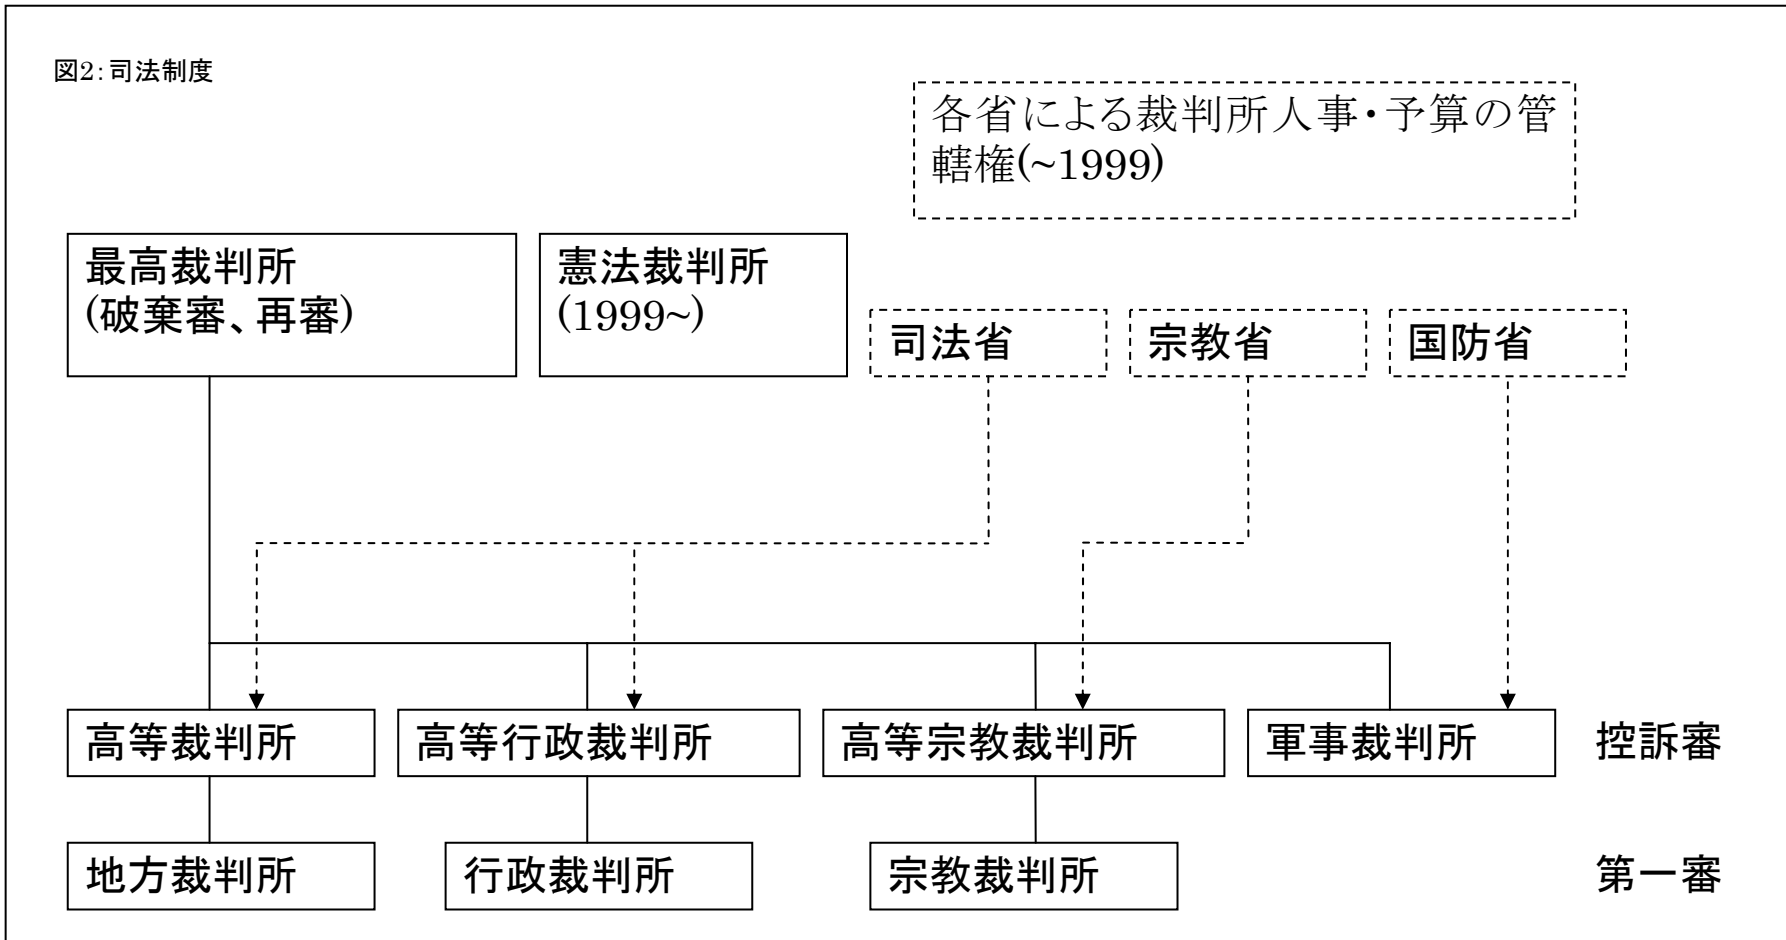 図2:司法制度
各省による裁判所人事・予算の管
轄権(~1999)
最高裁判所
(破棄審、再審)
憲法裁判所
(1999~)
司法省
宗教省
国防省
高等裁判所
高等行政裁判所
高等宗教裁判所
軍事裁判所
控訴審
地方裁判所
行政裁判所
宗教裁判所
第一審